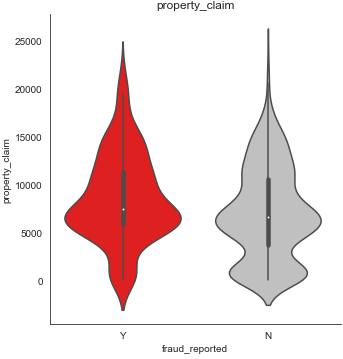 property_claim
25000
20000
15000
10000
5000
0
property_claim
Y
N
fraud_reported